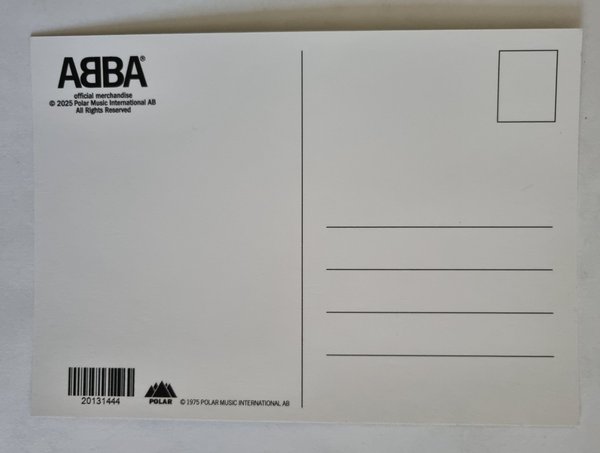 ABBA®
official merchandise
© 2025 Polar Music International AB
All Rights Reserved
20131444
POLAR
© 1975 POLAR MUSIC INTERNATIONAL AB